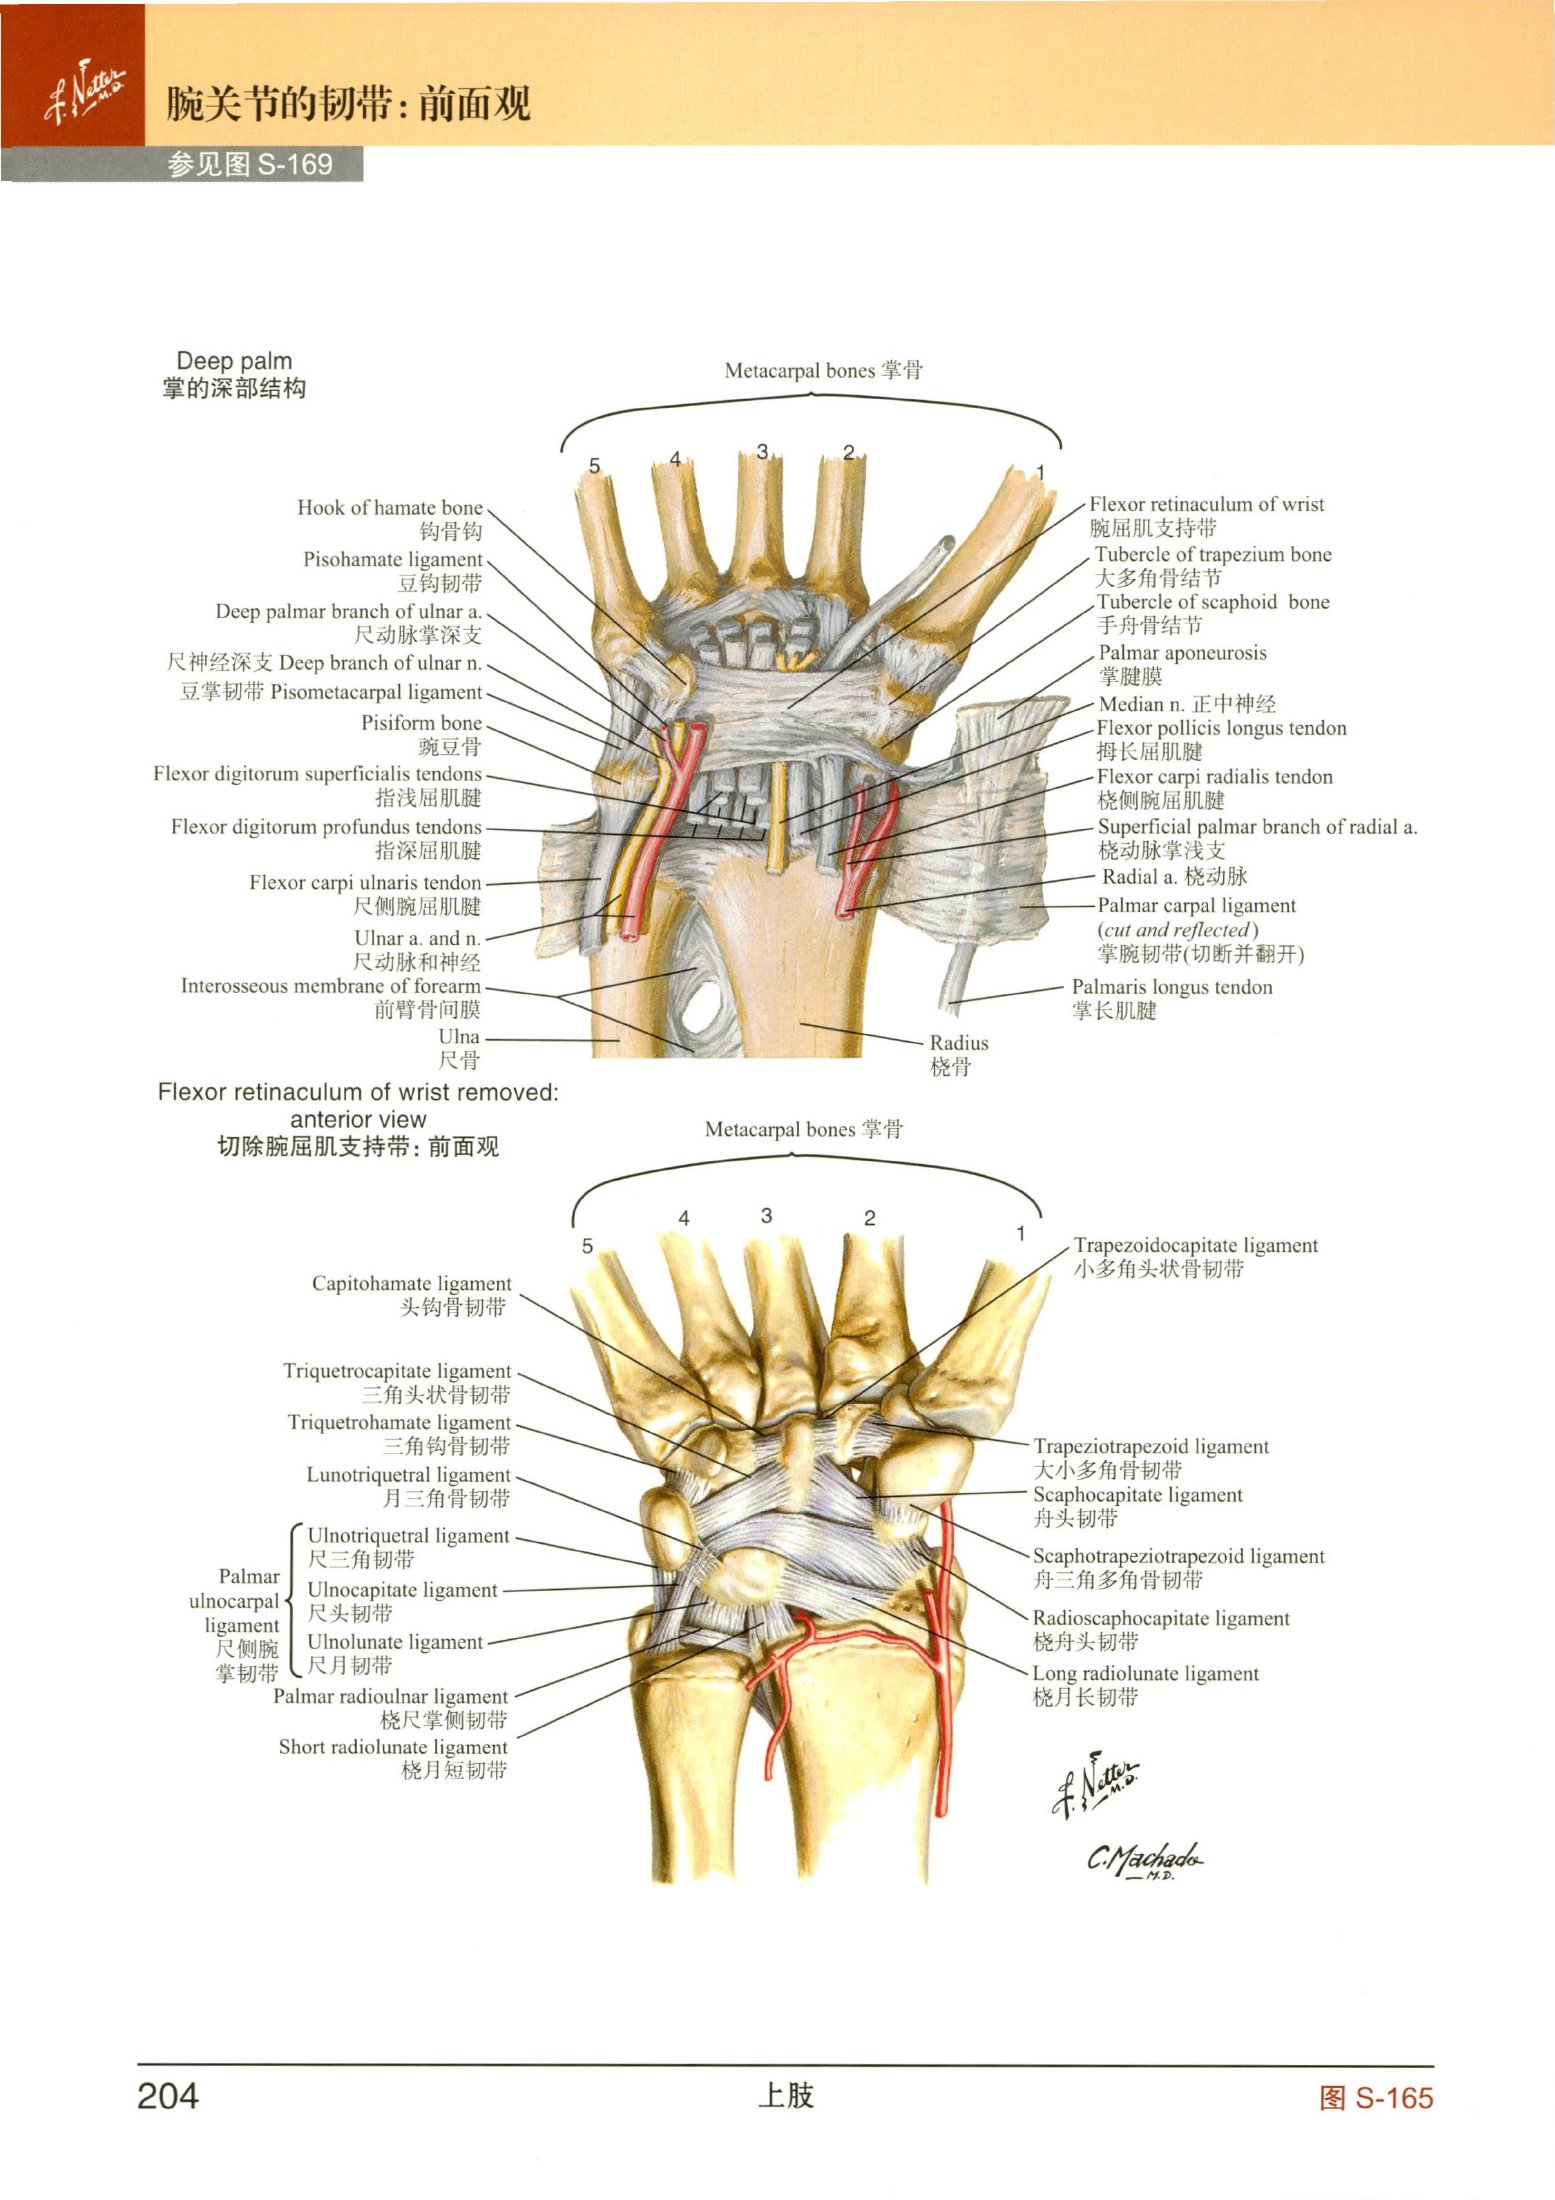 F. Netter M.D.
腕关节的韧带：前面观
参见图 S-169
Deep palm
掌的深部结构
Metacarpal bones 掌骨
5
4
3
2
1
Hook of hamate bone
钩骨钩
Pisohamate ligament
豆钩韧带
Deep palmar branch of ulnar a.
尺动脉掌深支
尺神经深支 Deep branch of ulnar n.
豆掌韧带 Pisometacarpal ligament
Pisiform bone
豌豆骨
Flexor digitorum superficialis tendons
指浅屈肌腱
Flexor digitorum profundus tendons
指深屈肌腱
Flexor carpi ulnaris tendon
尺侧腕屈肌腱
Ulnar a. and n.
尺动脉和神经
Interosseous membrane of forearm
前臂骨间膜
Ulna
尺骨
Flexor retinaculum of wrist
腕屈肌支持带
Tubercle of trapezium bone
大多角骨结节
Tubercle of scaphoid bone
手舟骨结节
Palmar aponeurosis
掌腱膜
Median n. 正中神经
Flexor pollicis longus tendon
拇长屈肌腱
Flexor carpi radialis tendon
桡侧腕屈肌腱
Superficial palmar branch of radial a.
桡动脉掌浅支
Radial a. 桡动脉
Palmar carpal ligament
(cut and reflected)
掌腕韧带(切断并翻开)
Palmaris longus tendon
掌长肌腱
Radius
桡骨
Flexor retinaculum of wrist removed:
anterior view
切除腕屈肌支持带：前面观
Metacarpal bones 掌骨
5
4
3
2
1
Capitohamate ligament
头钩骨韧带
Triquetrocapitate ligament
三角头状骨韧带
Triquetrohamate ligament
三角钩骨韧带
Lunotriquetral ligament
月三角骨韧带
Palmar
ulnocarpal
ligament
尺侧腕
掌韧带
Ulnotriquetral ligament
尺三角韧带
Ulnocapitate ligament
尺头韧带
Ulnolunate ligament
尺月韧带
Palmar radioulnar ligament
桡尺掌侧韧带
Short radiolunate ligament
桡月短韧带
Trapezoidocapitate ligament
小多角头状骨韧带
Trapeziotrapezoid ligament
大小多角骨韧带
Scaphocapitate ligament
舟头韧带
Scaphotrapeziotrapezoid ligament
舟三角多角骨韧带
Radioscaphocapitate ligament
桡舟头韧带
Long radiolunate ligament
桡月长韧带
F. Netter M.D.
C. Machado M.D.
204
上肢
图 S-165